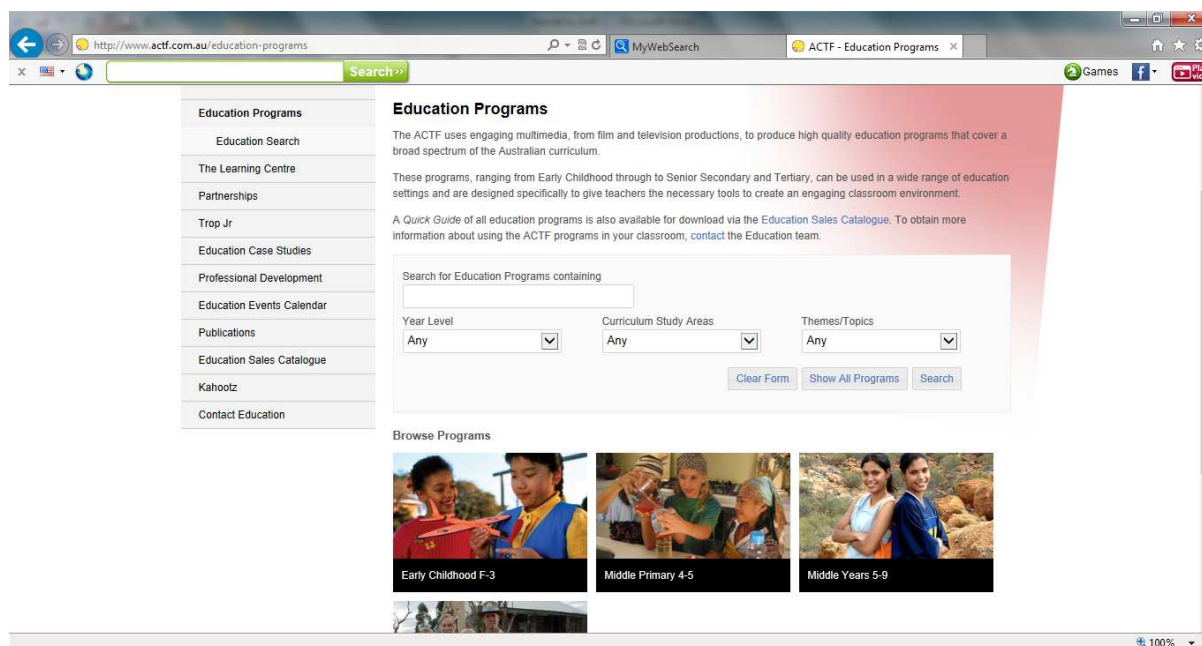 http://www.actf.com.au/education-programs
MyWebSearch
ACTF - Education Programs
Search
Games
Education Programs
Education Search
The Learning Centre
Partnerships
Trop Jr
Education Case Studies
Professional Development
Education Events Calendar
Publications
Education Sales Catalogue
Kahootz
Contact Education
Education Programs
The ACTF uses engaging multimedia, from film and television productions, to produce high quality education programs that cover a
broad spectrum of the Australian curriculum.
These programs, ranging from Early Childhood through to Senior Secondary and Tertiary, can be used in a wide range of education
settings and are designed specifically to give teachers the necessary tools to create an engaging classroom environment.
A Quick Guide of all education programs is also available for download via the Education Sales Catalogue. To obtain more
information about using the ACTF programs in your classroom, contact the Education team.
Search for Education Programs containing
Year Level Curriculum Study Areas Themes/Topics
Any Any Any
Clear Form Show All Programs Search
Browse Programs
Early Childhood F-3
Middle Primary 4-5
Middle Years 5-9
100%